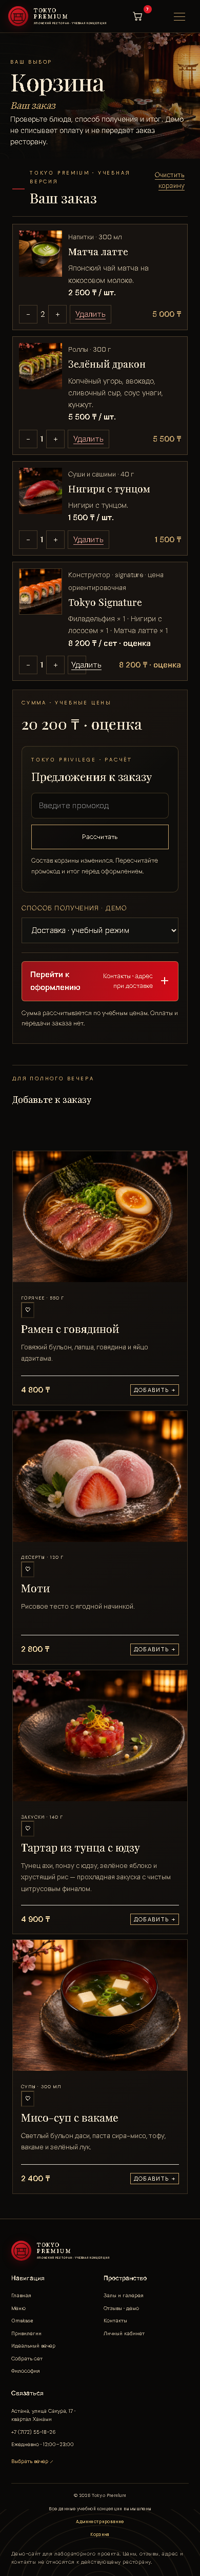 TOKYO
PREMIUM
ВАШ ВЫБОР
Корзина
Ваш заказ
Проверьте блюда, способ получения и итог. Демо
не списывает оплату и не передаёт заказ
ресторану.
TOKYO PREMIUM · УЧЕБНАЯ
ВЕРСИЯ
Ваш заказ
Очистить
корзину
Напитки · 300 мл
Матча латте
Японский чай матча на
кокосовом молоке.
2 500 ₸ / шт.
− 2 + Удалить 5 000 ₸
Роллы · 300 г
Зелёный дракон
Копчёный угорь, авокадо,
сливочный сыр, соус унаги,
кунжут.
5 500 ₸ / шт.
− 1 + Удалить 5 500 ₸
Суши и сашими · 40 г
Нигири с тунцом
Нигири с тунцом.
1 500 ₸ / шт.
− 1 + Удалить 1 500 ₸
Конструктор · signature · цена
ориентировочная
Tokyo Signature
Филадельфия × 1 · Нигири с
лососем × 1 · Матча латте × 1
8 200 ₸ / сет · оценка
− 1 + Удалить 8 200 ₸ · оценка
СУММА · УЧЕБНЫЕ ЦЕНЫ
20 200 ₸ · оценка
TOKYO PRIVILEGE · РАСЧЁТ
Предложения к заказу
Введите промокод
Рассчитать
Состав корзины изменился. Пересчитайте
промокод и итог перед оформлением.
СПОСОБ ПОЛУЧЕНИЯ · ДЕМО
Доставка · учебный режим
Перейти к
оформлению
Контакты · адрес
при доставке
+
Сумма рассчитывается по учебным ценам. Оплаты и
передачи заказа нет.
ДЛЯ ПОЛНОГО ВЕЧЕРА
Добавьте к заказу
Рамен с говядиной
Говяжий бульон, лапша, говядина и яйцо
адзитама.
4 800 ₸ ДОБАВИТЬ +
ДЕСЕРТЫ · 120 Г
Моти
Рисовое тесто с ягодной начинкой.
2 800 ₸ ДОБАВИТЬ +
ЗАКУСКИ · 140 Г
Тартар из тунца с юдзу
Тунец акаи, понзу с юдзу, зелёное яблоко и
хрустящий рис — прохладная закуска с чистым
цитрусовым финалом.
4 900 ₸ ДОБАВИТЬ +
СУПЫ · 300 МЛ
Мисо-суп с вакаме
Светлый бульон даси, паста сиро-мисо, тофу,
вакаме и зелёный лук.
2 400 ₸ ДОБАВИТЬ +
TOKYO
PREMIUM
Навигация
Главная
Меню
Omakase
Привилегии
Идеальный вечер
Собрать сет
Философия
Пространство
Залы и галерея
Отзывы · демо
Контакты
Личный кабинет
Связаться
Астана, улица Сакура, 17 ·
квартал Ханами
+7 (7172) 55-18-26
Ежедневно · 12:00–23:00
Выбрать вечер
© 2026 Tokyo Premium
Все данные учебной концепции вымышлены
Администрирование
Корзина
Демо-сайт для лабораторного проекта. Цены, отзывы, адрес и
контакты не относятся к действующему ресторану.